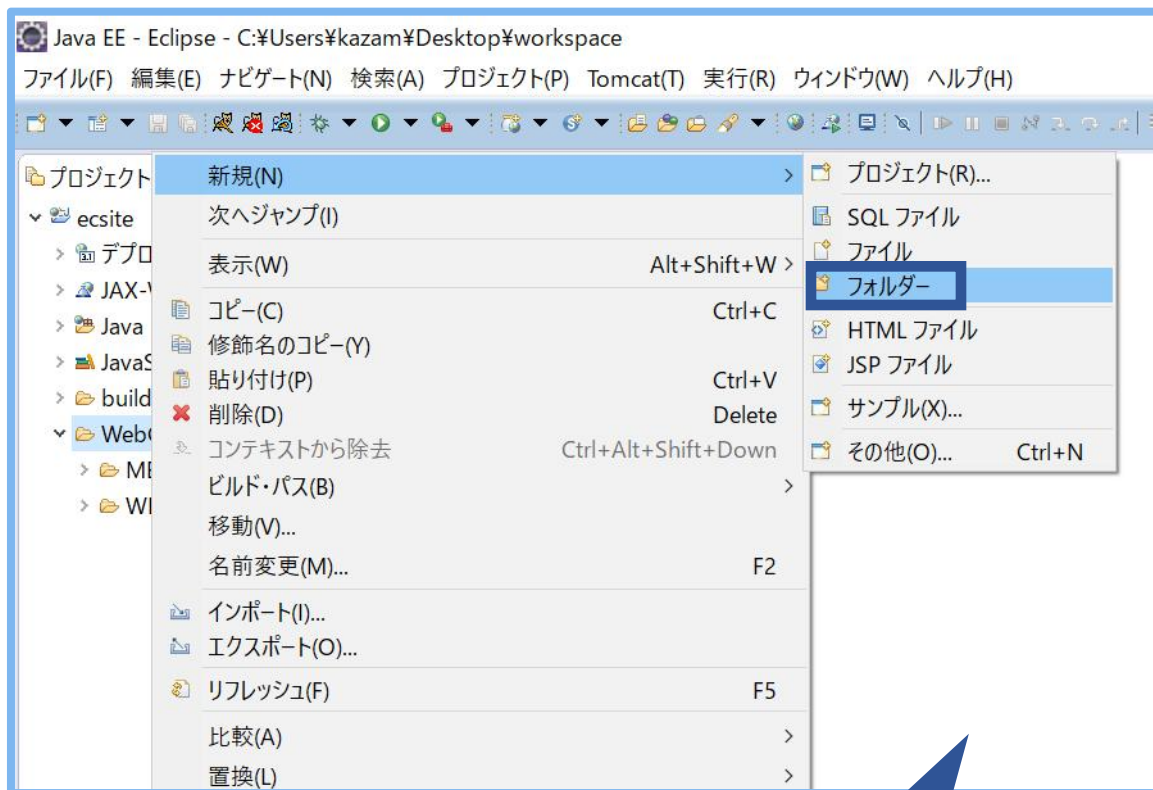 Java EE - Eclipse - C:¥Users¥kazam¥Desktop¥workspace
ファイル(F) 編集(E) ナビゲート(N) 検索(A) プロジェクト(P) Tomcat(T) 実行(R) ウィンドウ(W) ヘルプ(H)
プロジェクト
ecsite
デプロ
JAX-
Java
JavaS
build
Web
ME
WI
新規(N)
次へジャンプ(I)
表示(W) Alt+Shift+W
コピー(C) Ctrl+C
修飾名のコピー(Y)
貼り付け(P) Ctrl+V
削除(D) Delete
コンテキストから除去 Ctrl+Alt+Shift+Down
ビルド・パス(B)
移動(V)...
名前変更(M)... F2
インポート(I)...
エクスポート(O)...
リフレッシュ(F) F5
比較(A)
置換(L)
プロジェクト(R)...
SQL ファイル
ファイル
フォルダー
HTML ファイル
JSP ファイル
サンプル(X)...
その他(O)... Ctrl+N